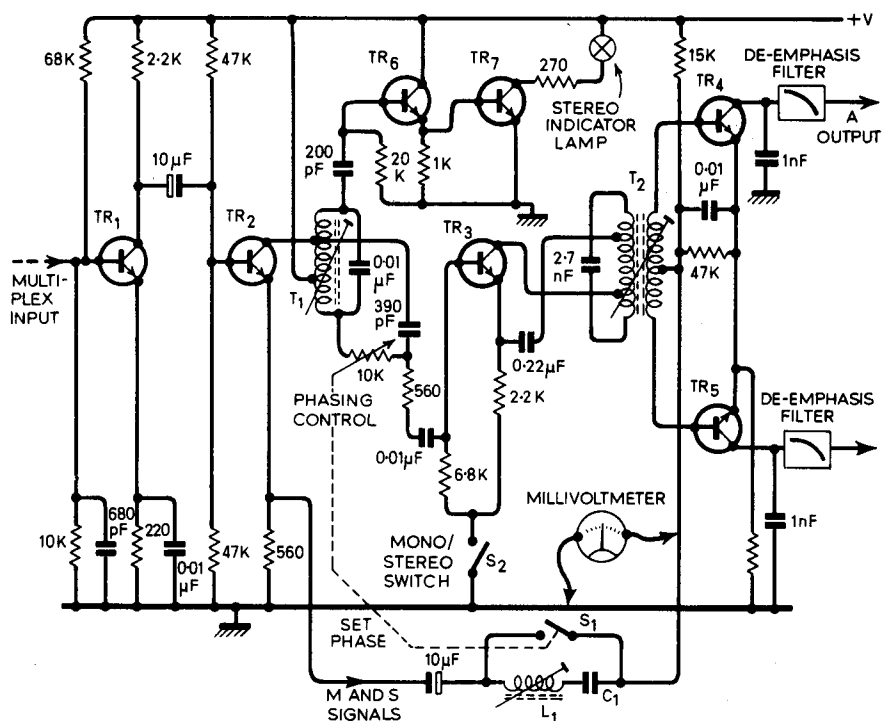 +V
68K
2.2K
47K
TR6
TR7
270
15K
TR4
DE-EMPHASIS
FILTER
STEREO
INDICATOR
LAMP
A
OUTPUT
10μF
200
pF
20
K
1K
T2
0.01
μF
1nF
TR1
TR2
TR3
MULTI-
PLEX
INPUT
T1
0.01
μF
390
pF
2.7
nF
47K
10K
0.22μF
PHASING
CONTROL
560
2.2K
TR5
DE-EMPHASIS
FILTER
0.01μF
6.8K
MILLIVOLTMETER
680
pF
10K
220
0.01
μF
47K
560
MONO/
STEREO
SWITCH
S2
1nF
SET
PHASE
S1
10μF
M AND S
SIGNALS
L1
C1